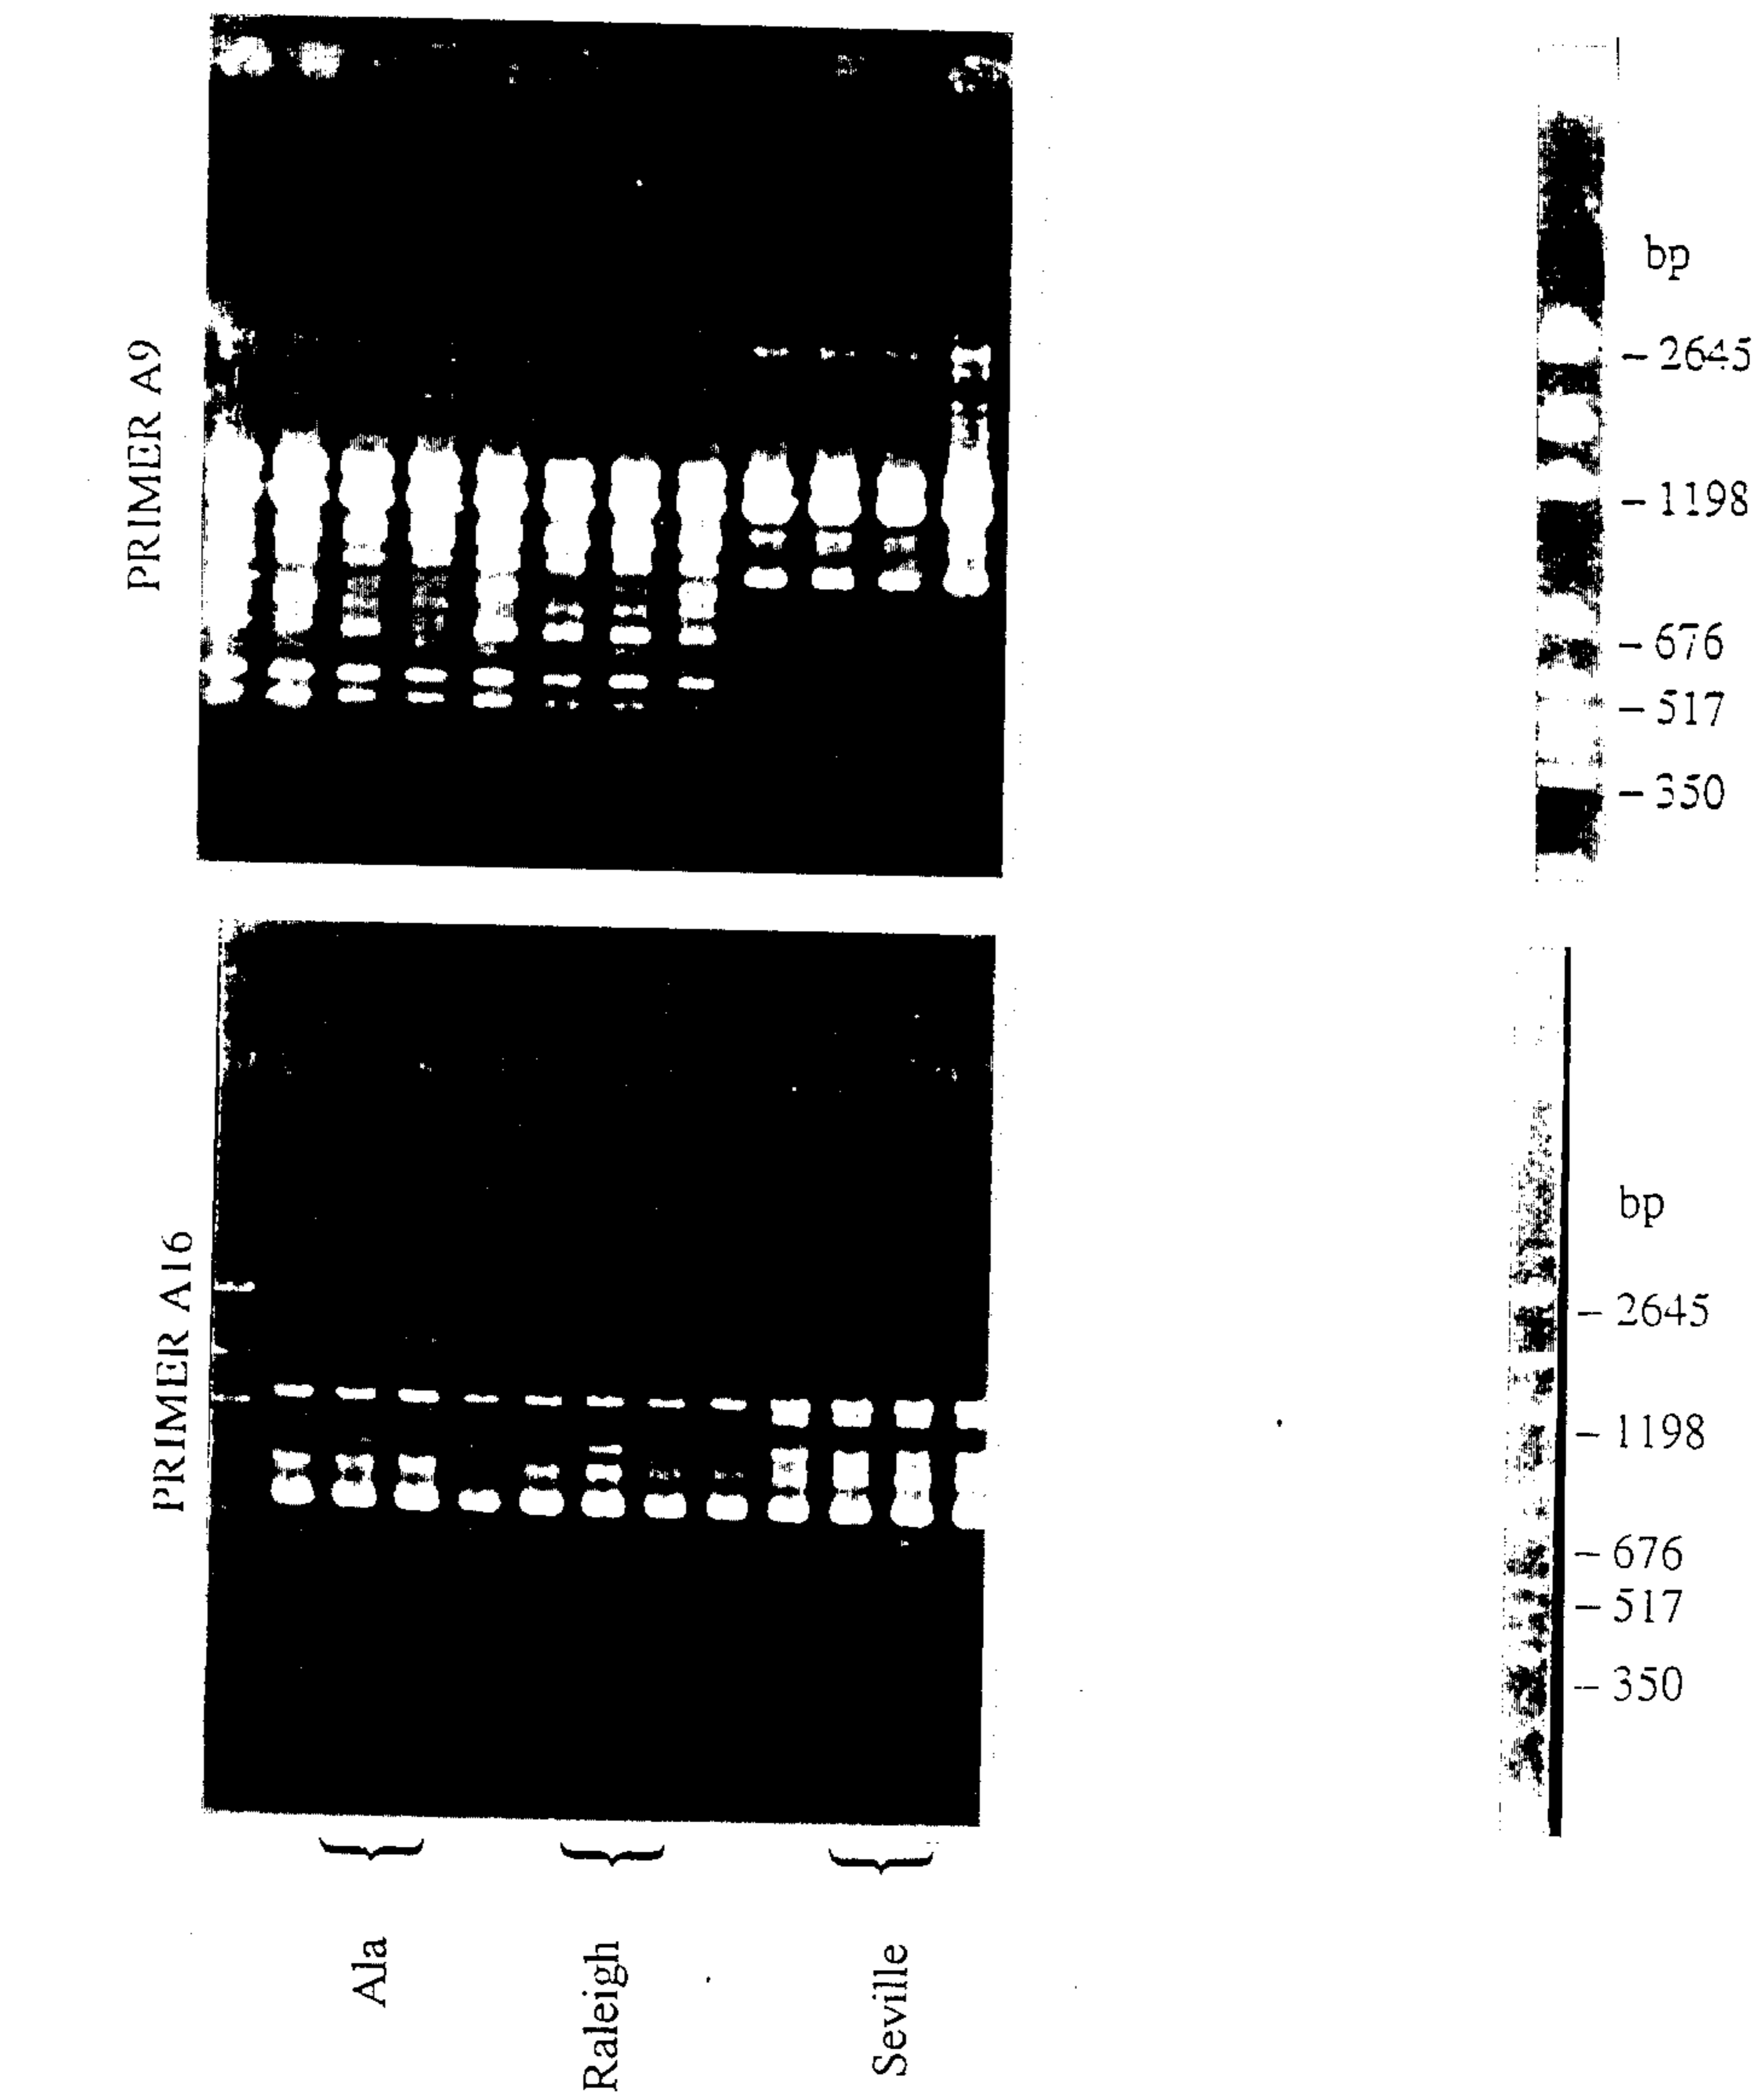 PRIMER A9
bp
- 2645
- 1198
- 676
- 517
- 350
PRIMER A16
bp
- 2645
- 1198
- 676
- 517
- 350
Ala
Raleigh
Seville